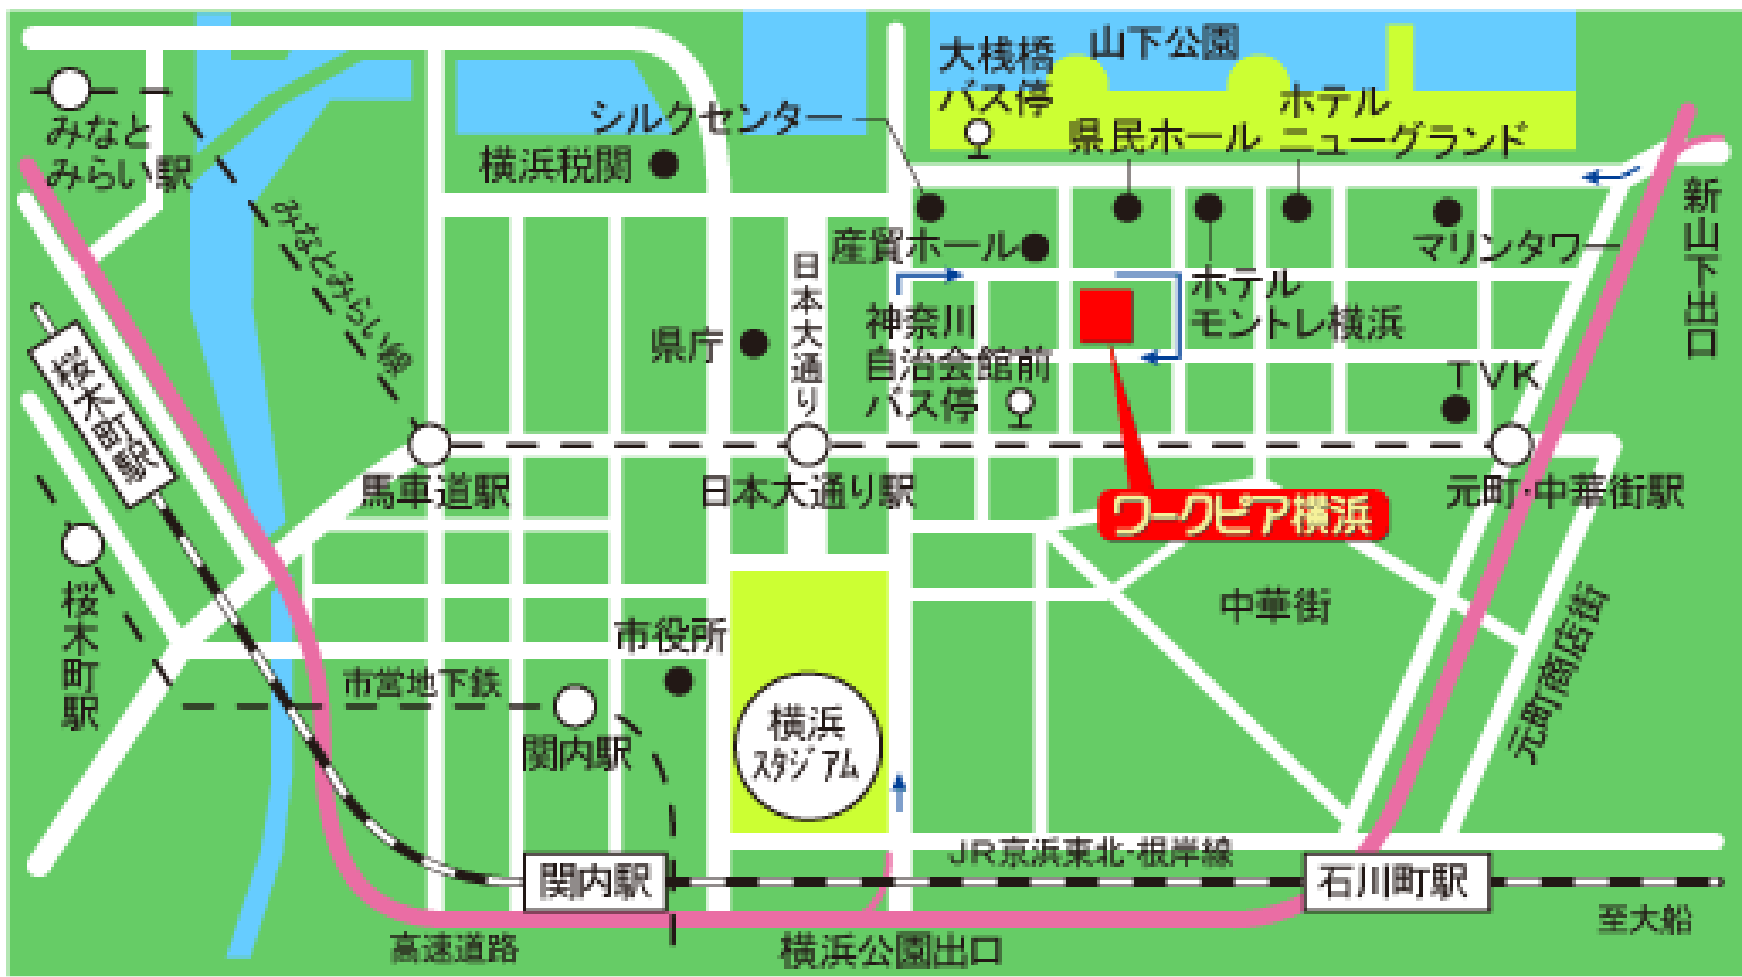 大桟橋
バス停
山下公園
ホテル
ニューグランド
シルクセンター
県民ホール
みなと
みらい駅
横浜税関
新山下出口
みなとみらい線
産貿ホール
マリンタワー
日本大通り
ホテル
モントレ横浜
神奈川
自治会館前
バス停
県庁
TVK
桜木町駅
馬車道駅
日本大通り駅
元町・中華街駅
ワークピア横浜
桜木町駅
中華街
元町商店街
市役所
市営地下鉄
関内駅
横浜
スタジアム
JR京浜東北・根岸線
関内駅
石川町駅
至大船
高速道路
横浜公園出口